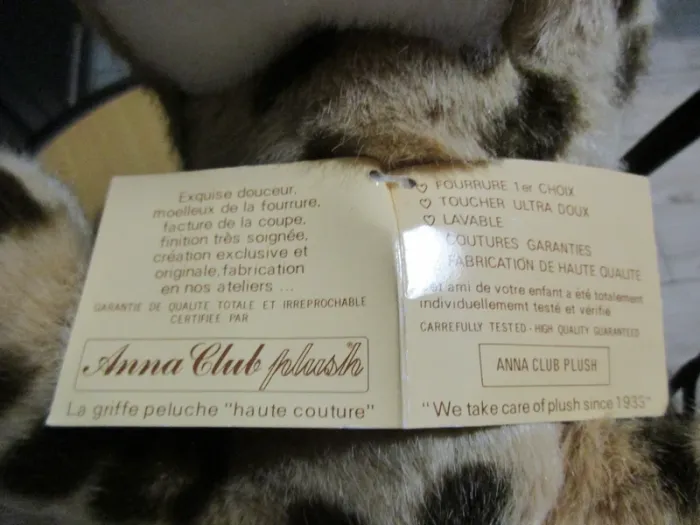 Exquise douceur,
moelleux de la fourrure,
facture de la coupe,
finition très soignée,
création exclusive et
originale, fabrication
en nos ateliers ...
GARANTIE DE QUALITE TOTALE ET IRREPROCHABLE
CERTIFIEE PAR
Anna Club plush
La griffe peluche "haute couture"
FOURRURE 1er CHOIX
TOUCHER ULTRA DOUX
LAVABLE
COUTURES GARANTIES
FABRICATION DE HAUTE QUALITE
Cet ami de votre enfant a été totalement
individuellememt testé et vérifié
CARREFULLY TESTED - HIGH QUALITY GUARANTEED
ANNA CLUB PLUSH
"We take care of plush since 1933"